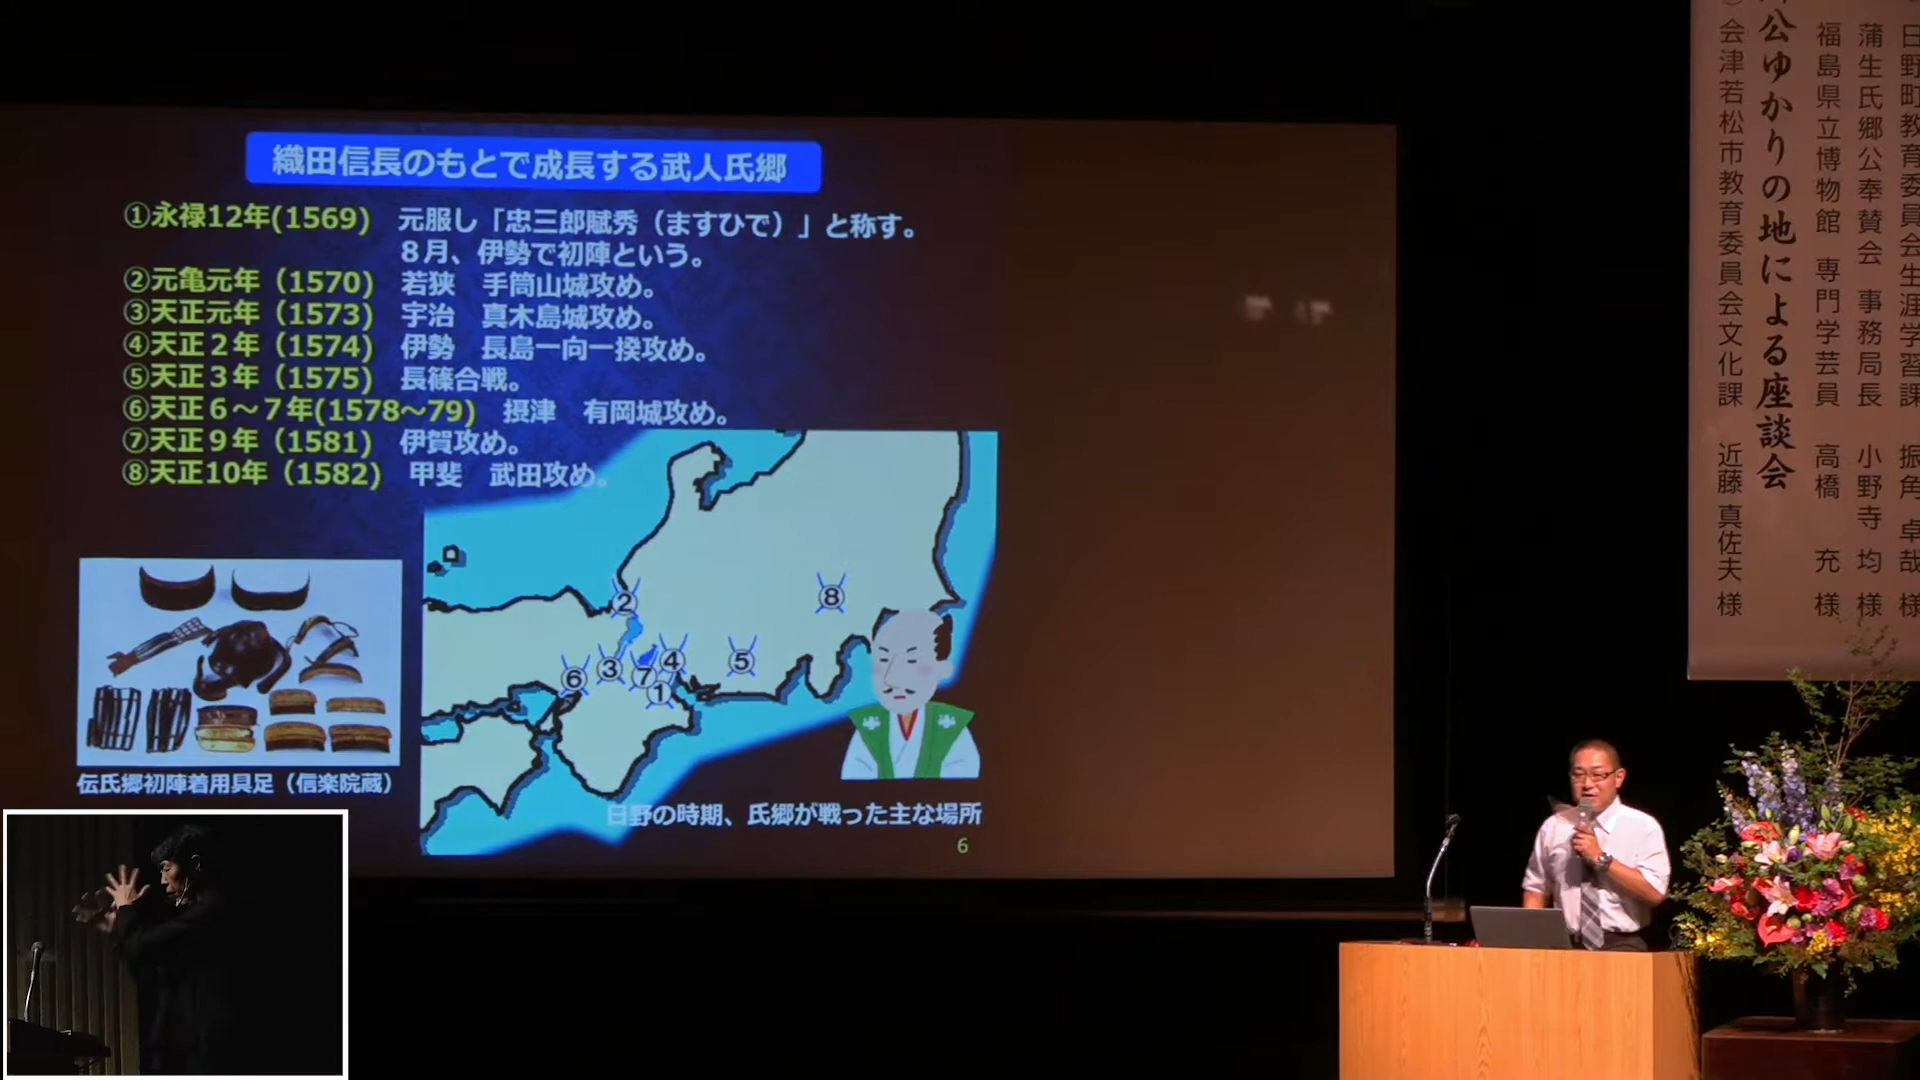 織田信長のもとで成長する武人氏郷
①永禄12年(1569) 元服し「忠三郎賦秀（ますひで）」と称す。
８月、伊勢で初陣という。
②元亀元年（1570） 若狭 手筒山城攻め。
③天正元年（1573） 宇治 真木島城攻め。
④天正２年（1574） 伊勢 長島一向一揆攻め。
⑤天正３年（1575） 長篠合戦。
⑥天正６～７年(1578～79) 摂津 有岡城攻め。
⑦天正９年（1581） 伊賀攻め。
⑧天正10年（1582） 甲斐 武田攻め。
②
⑧
⑥
③
⑦
④
①
⑤
伝氏郷初陣着用具足（信楽院蔵）
日野の時期、氏郷が戦った主な場所
6
日野町教育委員会生涯学習課 振角 卓哉 様
蒲生氏郷公奉賛会 事務局長 小野寺 均 様
福島県立博物館 専門学芸員 高橋 充 様
公ゆかりの地による座談会
会津若松市教育委員会文化課 近藤 真佐夫 様